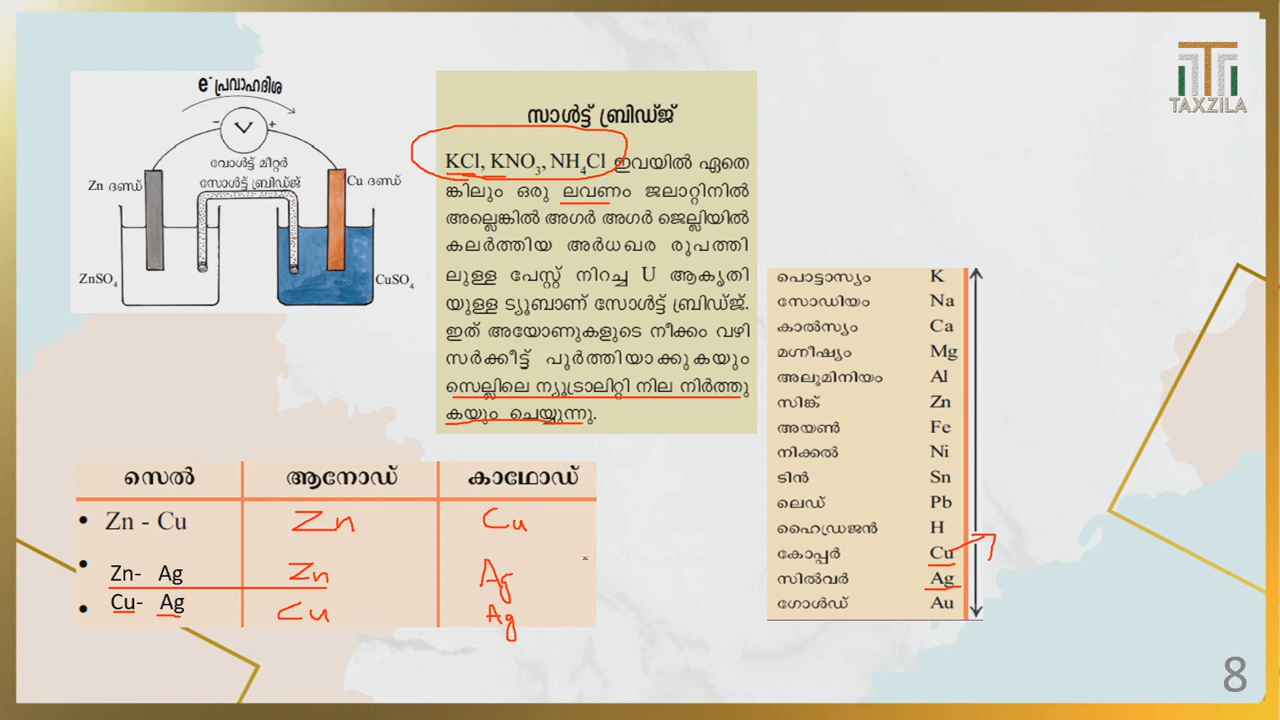 TAXZILA
e⁻ പ്രവാഹദിശ
− V +
വോൾട്ട് മീറ്റർ
Zn ദണ്ഡ്
സോൾട്ട് ബ്രിഡ്ജ്
Cu ദണ്ഡ്
ZnSO₄
CuSO₄
സാൾട്ട് ബ്രിഡ്ജ്
KCl, KNO₃, NH₄Cl ഇവയിൽ ഏതെ
ങ്കിലും ഒരു ലവണം ജലാറ്റിനിൽ
അല്ലെങ്കിൽ അഗർ അഗർ ജെല്ലിയിൽ
കലർത്തിയ അർധഖര രൂപത്തി
ലുള്ള പേസ്റ്റ് നിറച്ച U ആകൃതി
യുള്ള ട്യൂബാണ് സോൾട്ട് ബ്രിഡ്ജ്.
ഇത് അയോണുകളുടെ നീക്കം വഴി
സർക്കീട്ട് പൂർത്തിയാക്കുകയും
സെല്ലിലെ ന്യൂട്രാലിറ്റി നില നിർത്തു
കയും ചെയ്യുന്നു.
പൊട്ടാസ്യം K
സോഡിയം Na
കാൽസ്യം Ca
മഗ്നീഷ്യം Mg
അലൂമിനിയം Al
സിങ്ക് Zn
അയൺ Fe
നിക്കൽ Ni
ടിൻ Sn
ലെഡ് Pb
ഹൈഡ്രജൻ H
കോപ്പർ Cu
സിൽവർ Ag
ഗോൾഡ് Au
സെൽ ആനോഡ് കാഥോഡ്
• Zn - Cu Zn Cu
• Zn- Ag Zn Ag
• Cu- Ag Cu Ag
8